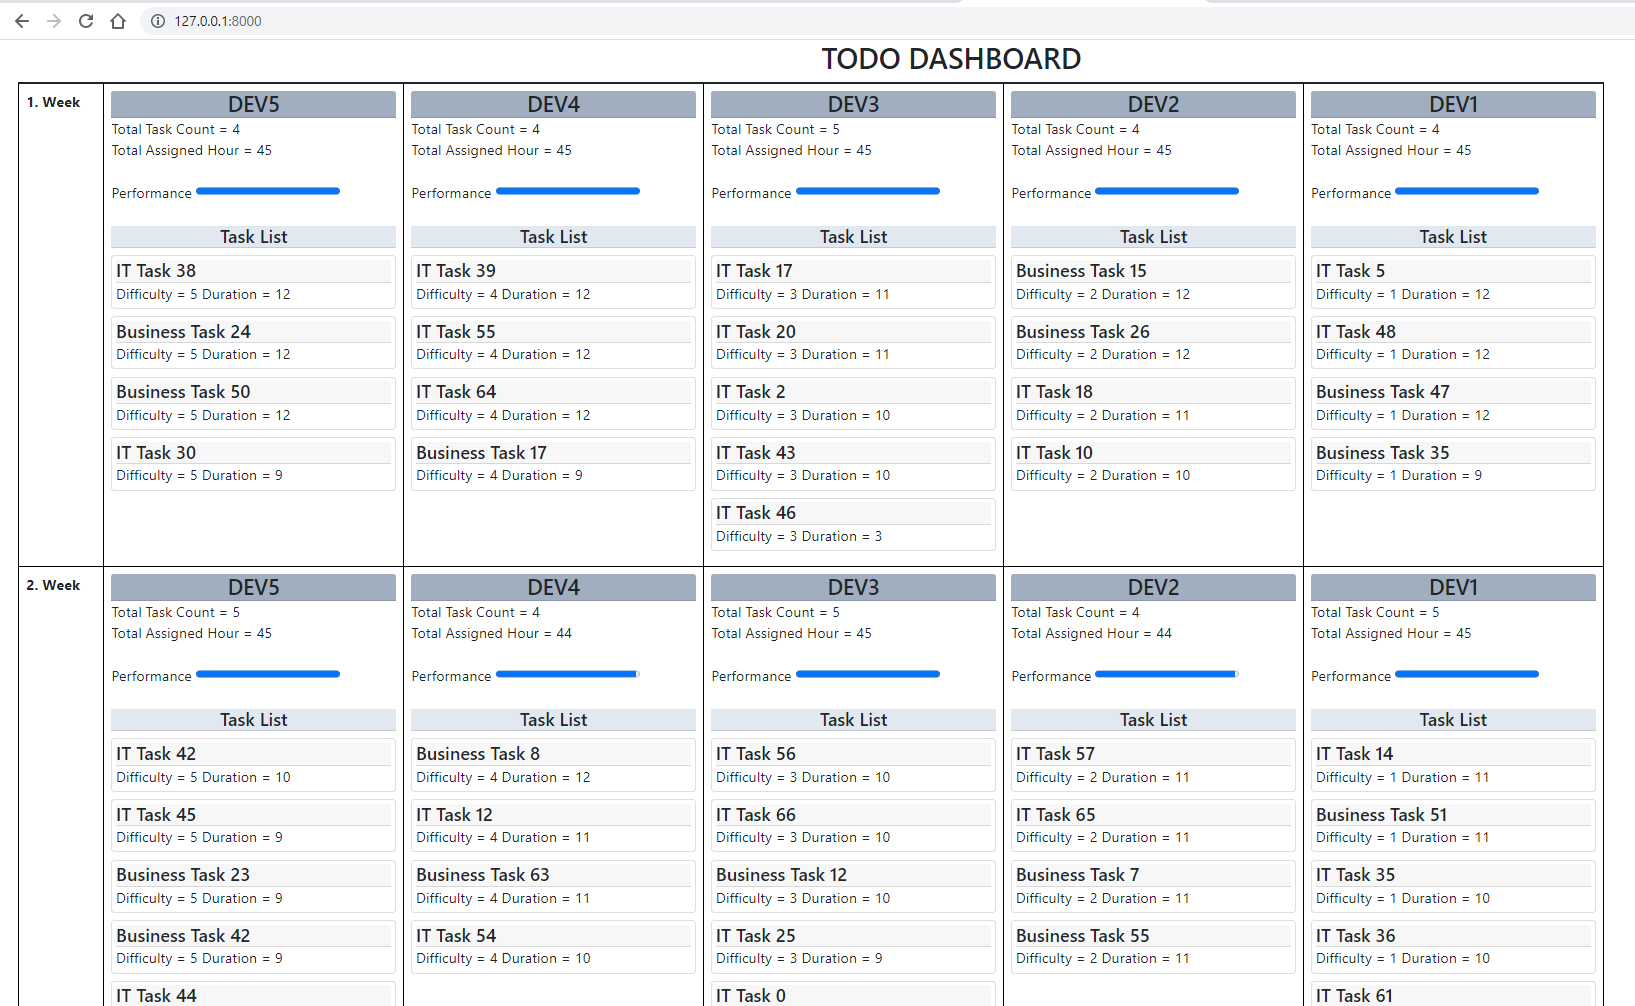 127.0.0.1:8000
TODO DASHBOARD
1. Week
DEV5
Total Task Count = 4
Total Assigned Hour = 45
Performance
Task List
IT Task 38
Difficulty = 5 Duration = 12
Business Task 24
Difficulty = 5 Duration = 12
Business Task 50
Difficulty = 5 Duration = 12
IT Task 30
Difficulty = 5 Duration = 9
DEV4
Total Task Count = 4
Total Assigned Hour = 45
Performance
Task List
IT Task 39
Difficulty = 4 Duration = 12
IT Task 55
Difficulty = 4 Duration = 12
IT Task 64
Difficulty = 4 Duration = 12
Business Task 17
Difficulty = 4 Duration = 9
DEV3
Total Task Count = 5
Total Assigned Hour = 45
Performance
Task List
IT Task 17
Difficulty = 3 Duration = 11
IT Task 20
Difficulty = 3 Duration = 11
IT Task 2
Difficulty = 3 Duration = 10
IT Task 43
Difficulty = 3 Duration = 10
IT Task 46
Difficulty = 3 Duration = 3
DEV2
Total Task Count = 4
Total Assigned Hour = 45
Performance
Task List
Business Task 15
Difficulty = 2 Duration = 12
Business Task 26
Difficulty = 2 Duration = 12
IT Task 18
Difficulty = 2 Duration = 11
IT Task 10
Difficulty = 2 Duration = 10
DEV1
Total Task Count = 4
Total Assigned Hour = 45
Performance
Task List
IT Task 5
Difficulty = 1 Duration = 12
IT Task 48
Difficulty = 1 Duration = 12
Business Task 47
Difficulty = 1 Duration = 12
Business Task 35
Difficulty = 1 Duration = 9
2. Week
DEV5
Total Task Count = 5
Total Assigned Hour = 45
Performance
Task List
IT Task 42
Difficulty = 5 Duration = 10
IT Task 45
Difficulty = 5 Duration = 9
Business Task 23
Difficulty = 5 Duration = 9
Business Task 42
Difficulty = 5 Duration = 9
IT Task 44
DEV4
Total Task Count = 4
Total Assigned Hour = 44
Performance
Task List
Business Task 8
Difficulty = 4 Duration = 12
IT Task 12
Difficulty = 4 Duration = 11
Business Task 63
Difficulty = 4 Duration = 11
IT Task 54
Difficulty = 4 Duration = 10
DEV3
Total Task Count = 5
Total Assigned Hour = 45
Performance
Task List
IT Task 56
Difficulty = 3 Duration = 10
IT Task 66
Difficulty = 3 Duration = 10
Business Task 12
Difficulty = 3 Duration = 10
IT Task 25
Difficulty = 3 Duration = 9
IT Task 0
DEV2
Total Task Count = 4
Total Assigned Hour = 44
Performance
Task List
IT Task 57
Difficulty = 2 Duration = 11
IT Task 65
Difficulty = 2 Duration = 11
Business Task 7
Difficulty = 2 Duration = 11
Business Task 55
Difficulty = 2 Duration = 11
DEV1
Total Task Count = 5
Total Assigned Hour = 45
Performance
Task List
IT Task 14
Difficulty = 1 Duration = 11
Business Task 51
Difficulty = 1 Duration = 11
IT Task 35
Difficulty = 1 Duration = 10
IT Task 36
Difficulty = 1 Duration = 10
IT Task 61